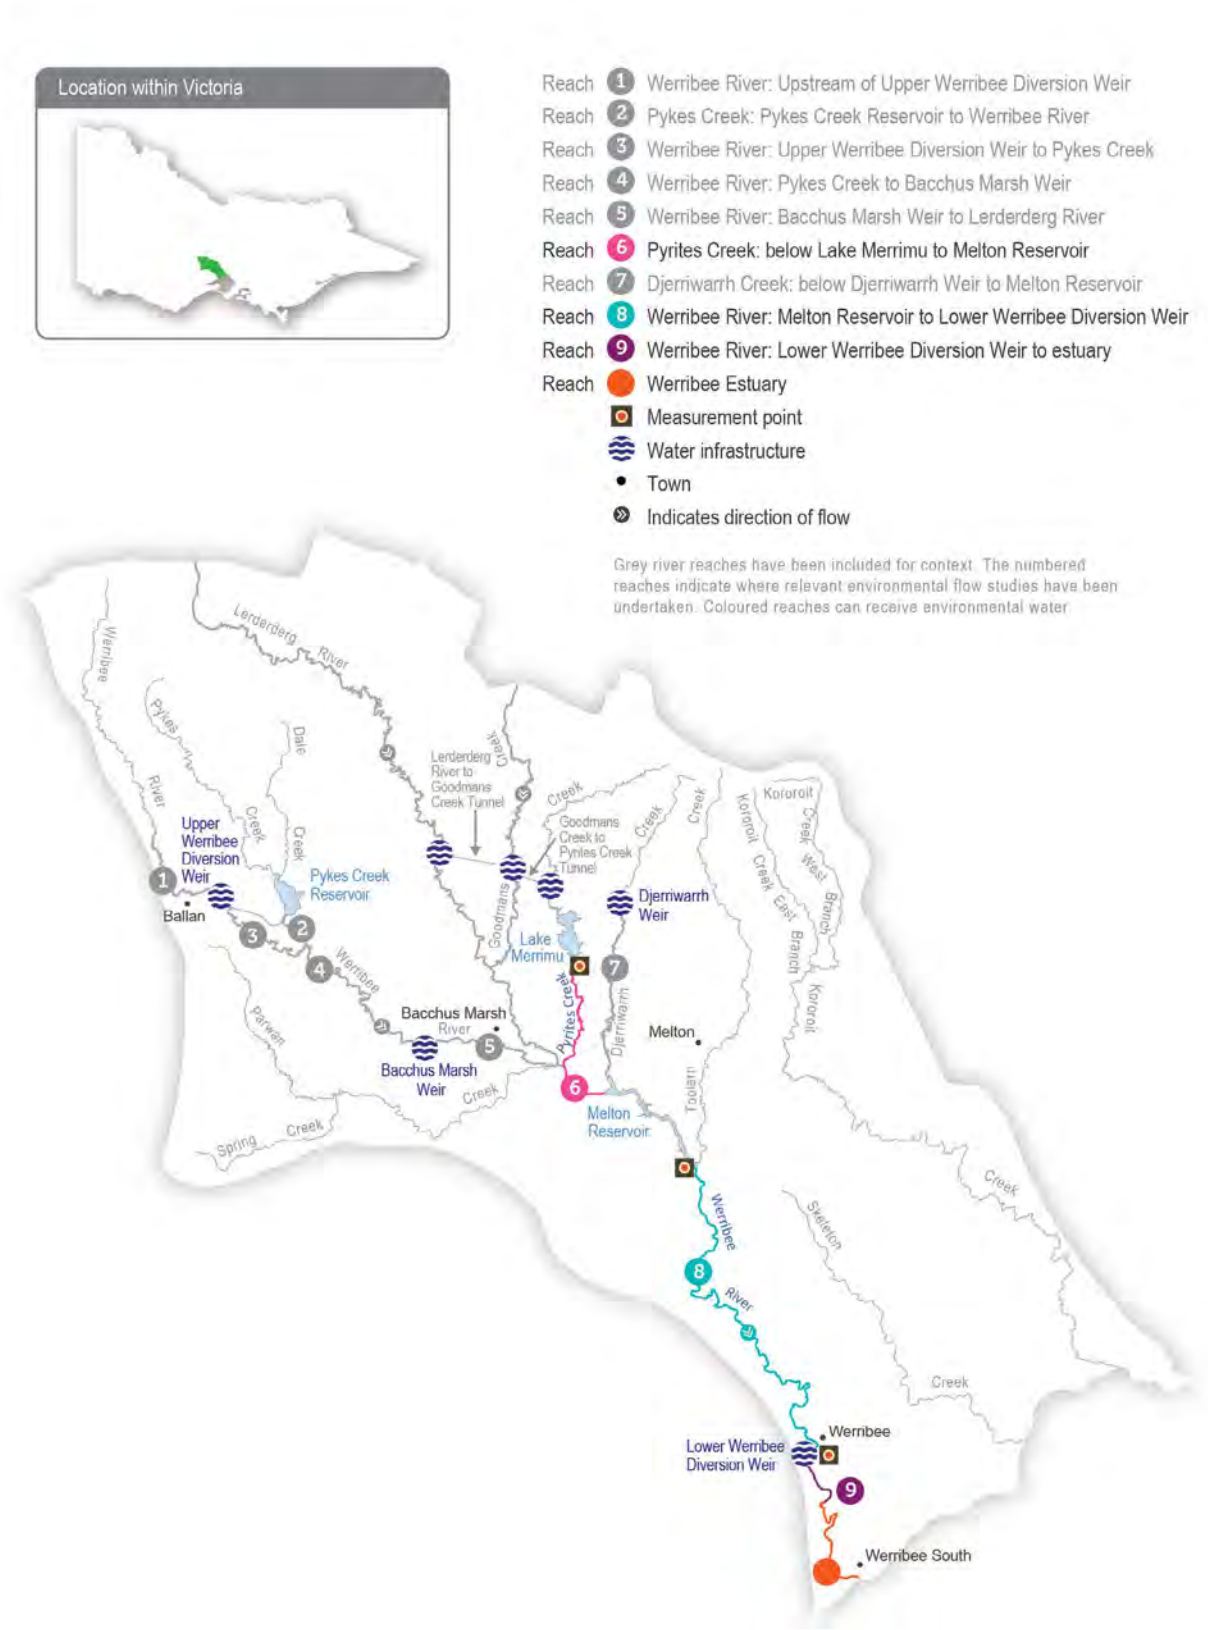 Location within Victoria
Reach 1 Werribee River: Upstream of Upper Werribee Diversion Weir
Reach 2 Pykes Creek: Pykes Creek Reservoir to Werribee River
Reach 3 Werribee River: Upper Werribee Diversion Weir to Pykes Creek
Reach 4 Werribee River: Pykes Creek to Bacchus Marsh Weir
Reach 5 Werribee River: Bacchus Marsh Weir to Lerderderg River
Reach 6 Pyrites Creek: below Lake Merrimu to Melton Reservoir
Reach 7 Djerriwarrh Creek: below Djerriwarrh Weir to Melton Reservoir
Reach 8 Werribee River: Melton Reservoir to Lower Werribee Diversion Weir
Reach 9 Werribee River: Lower Werribee Diversion Weir to estuary
Reach Werribee Estuary
Measurement point
Water infrastructure
Town
Indicates direction of flow
Grey river reaches have been included for context. The numbered
reaches indicate where relevant environmental flow studies have been
undertaken. Coloured reaches can receive environmental water
Lerderderg River
Werribee River
Pykes Creek
Dale Creek
Creek
Lerderderg
River to
Goodmans
Creek Tunnel
Creek
Goodmans
Creek to
Pyrites Creek
Tunnel
Creek
Creek
Kororoit
Creek West
Branch
Kororoit
Creek East
Branch
Kororoit
Upper
Werribee
Diversion
Weir
1
Ballan
Pykes Creek
Reservoir
2
3
4
Werribee
Goodmans
Lake
Merrimu
Djerriwarrh
Weir
7
Djerriwarrh
Pyrites Creek
Parwan
Bacchus Marsh
River
5
Bacchus Marsh
Weir
Creek
Spring Creek
6
Melton
Reservoir
Melton
Toolern
Creek
Skeleton
Creek
Werribee
8
River
Werribee
Lower Werribee
Diversion Weir
9
Werribee South